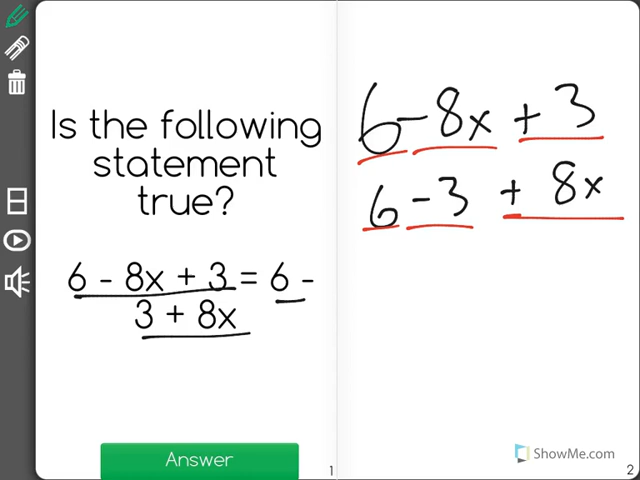 Is the following
statement
true?
6 - 8x + 3 = 6 -
3 + 8x
Answer
1
6 - 8x + 3
6 - 3 + 8x
ShowMe.com
2